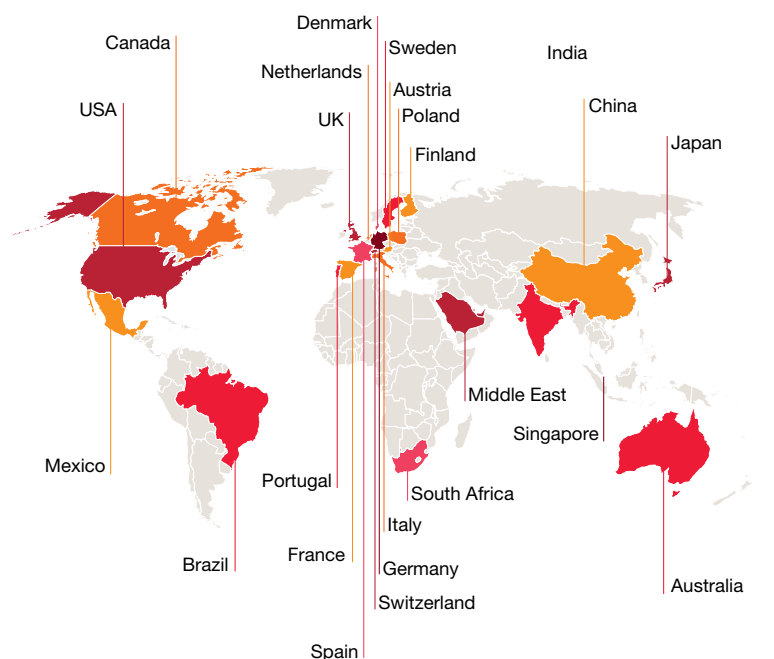 Denmark
Canada
Sweden
India
Netherlands
Austria
USA
China
UK
Poland
Japan
Finland
Middle East
Singapore
Mexico
Portugal
South Africa
Italy
France
Brazil
Germany
Australia
Switzerland
Spain